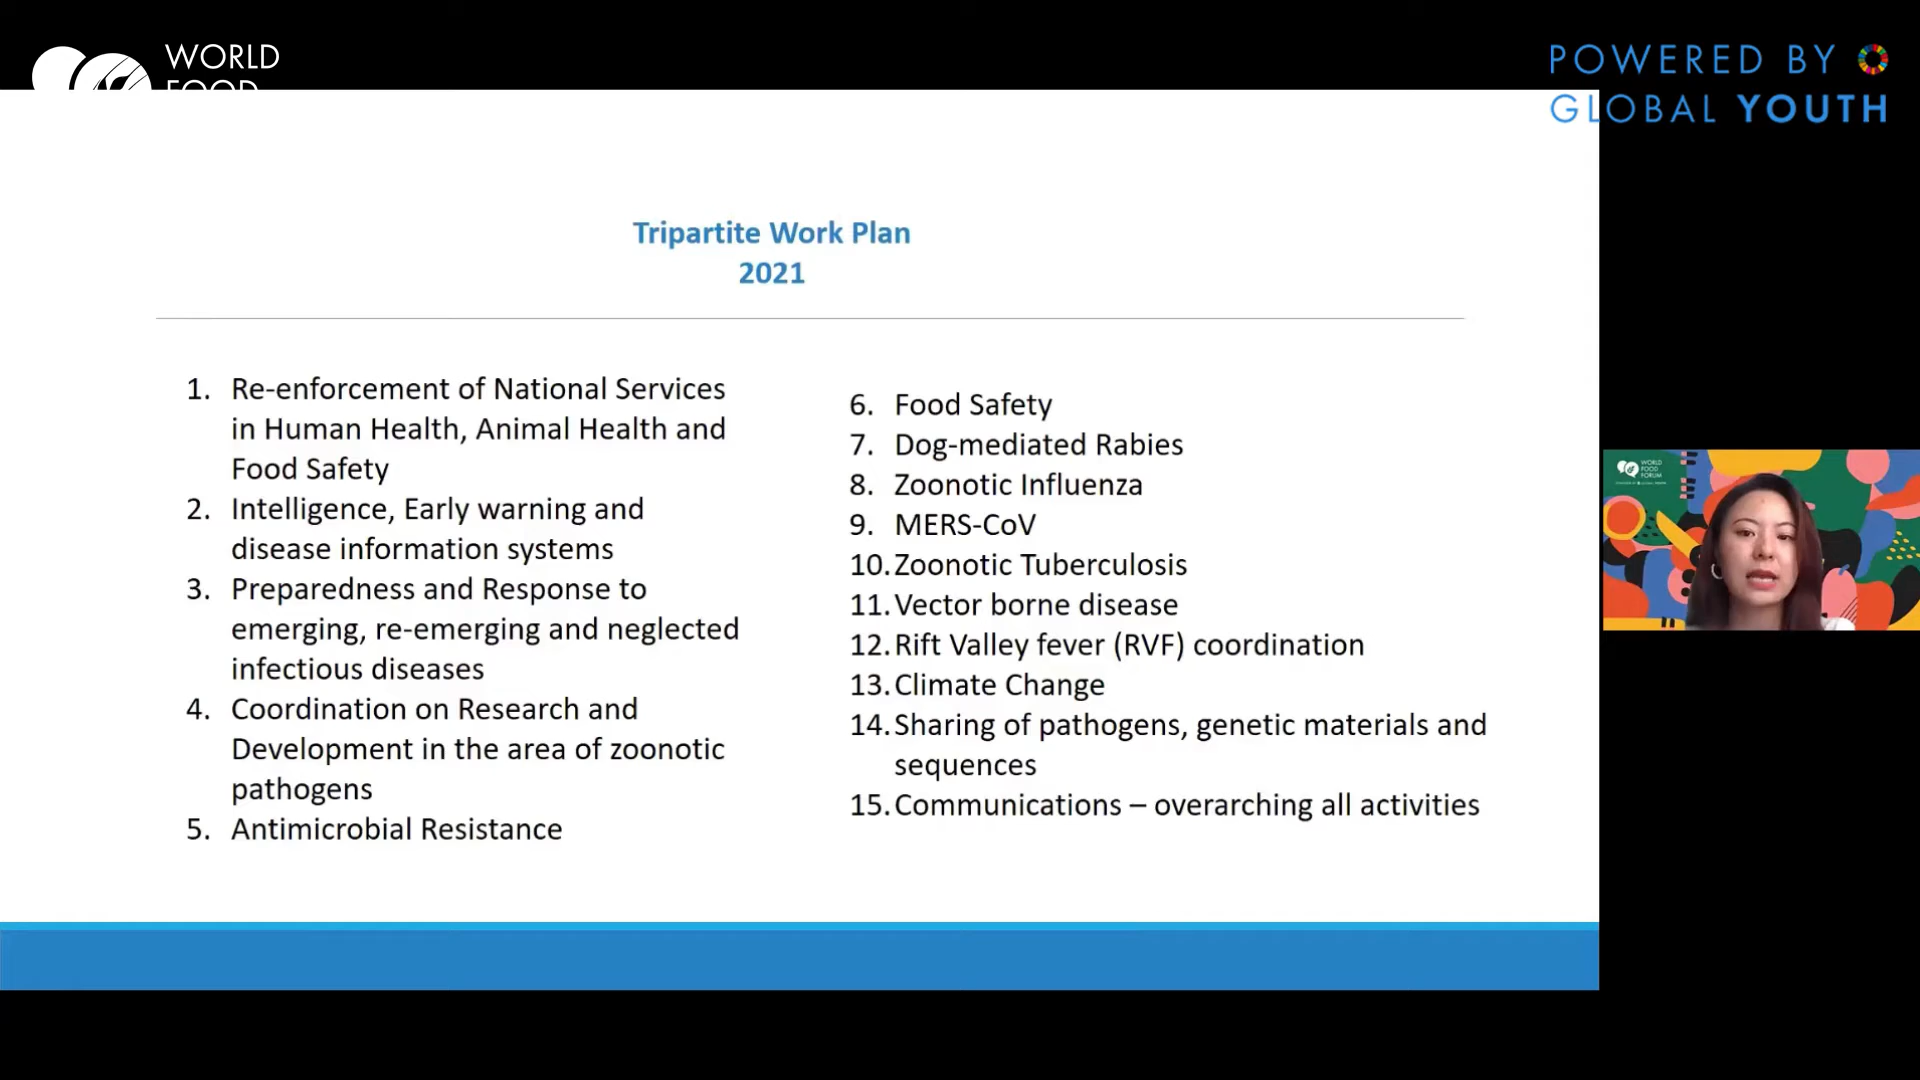 WORLD
FOOD
POWERED BY
GLOBAL YOUTH
Tripartite Work Plan
2021
1. Re-enforcement of National Services
in Human Health, Animal Health and
Food Safety
2. Intelligence, Early warning and
disease information systems
3. Preparedness and Response to
emerging, re-emerging and neglected
infectious diseases
4. Coordination on Research and
Development in the area of zoonotic
pathogens
5. Antimicrobial Resistance
6. Food Safety
7. Dog-mediated Rabies
8. Zoonotic Influenza
9. MERS-CoV
10. Zoonotic Tuberculosis
11. Vector borne disease
12. Rift Valley fever (RVF) coordination
13. Climate Change
14. Sharing of pathogens, genetic materials and
sequences
15. Communications – overarching all activities
WORLD
FOOD
FORUM